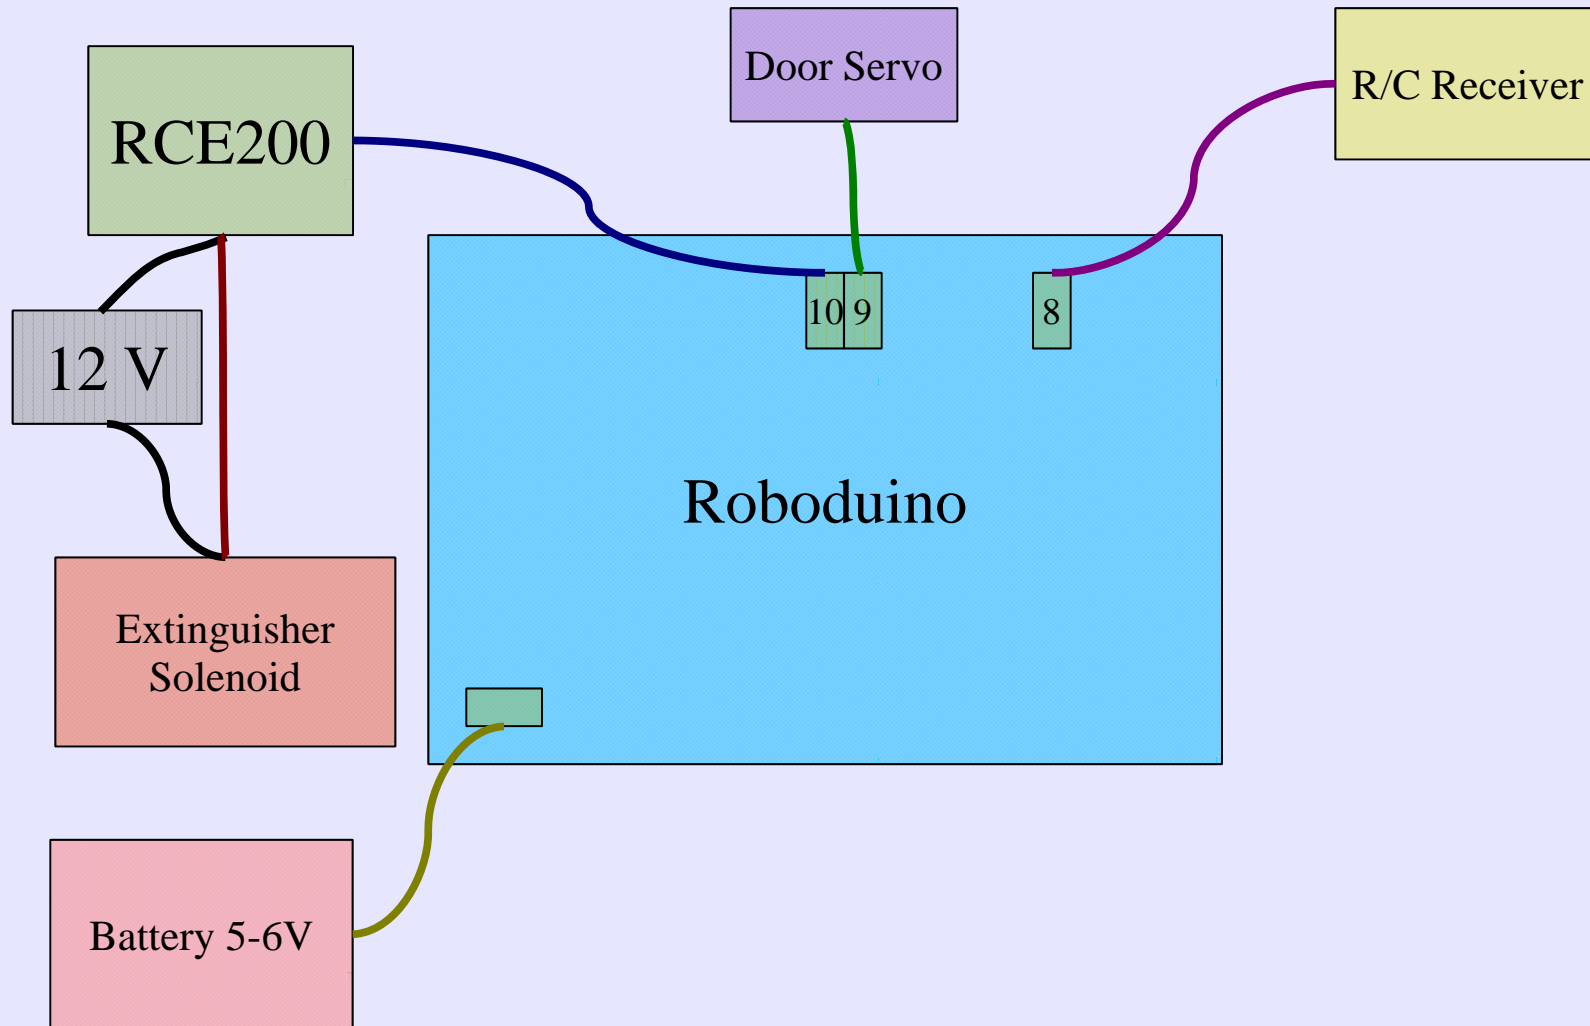 Door Servo
R/C Receiver
RCE200
10
9
8
12 V
Roboduino
Extinguisher
Solenoid
Battery 5-6V